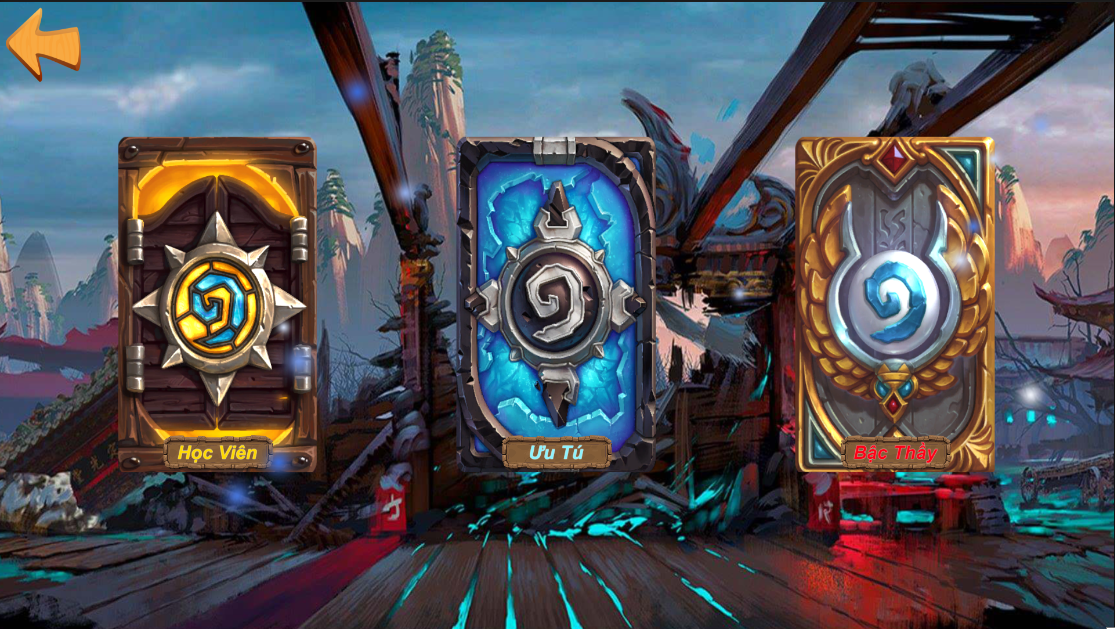 Học Viên
Ưu Tú
Bậc Thầy